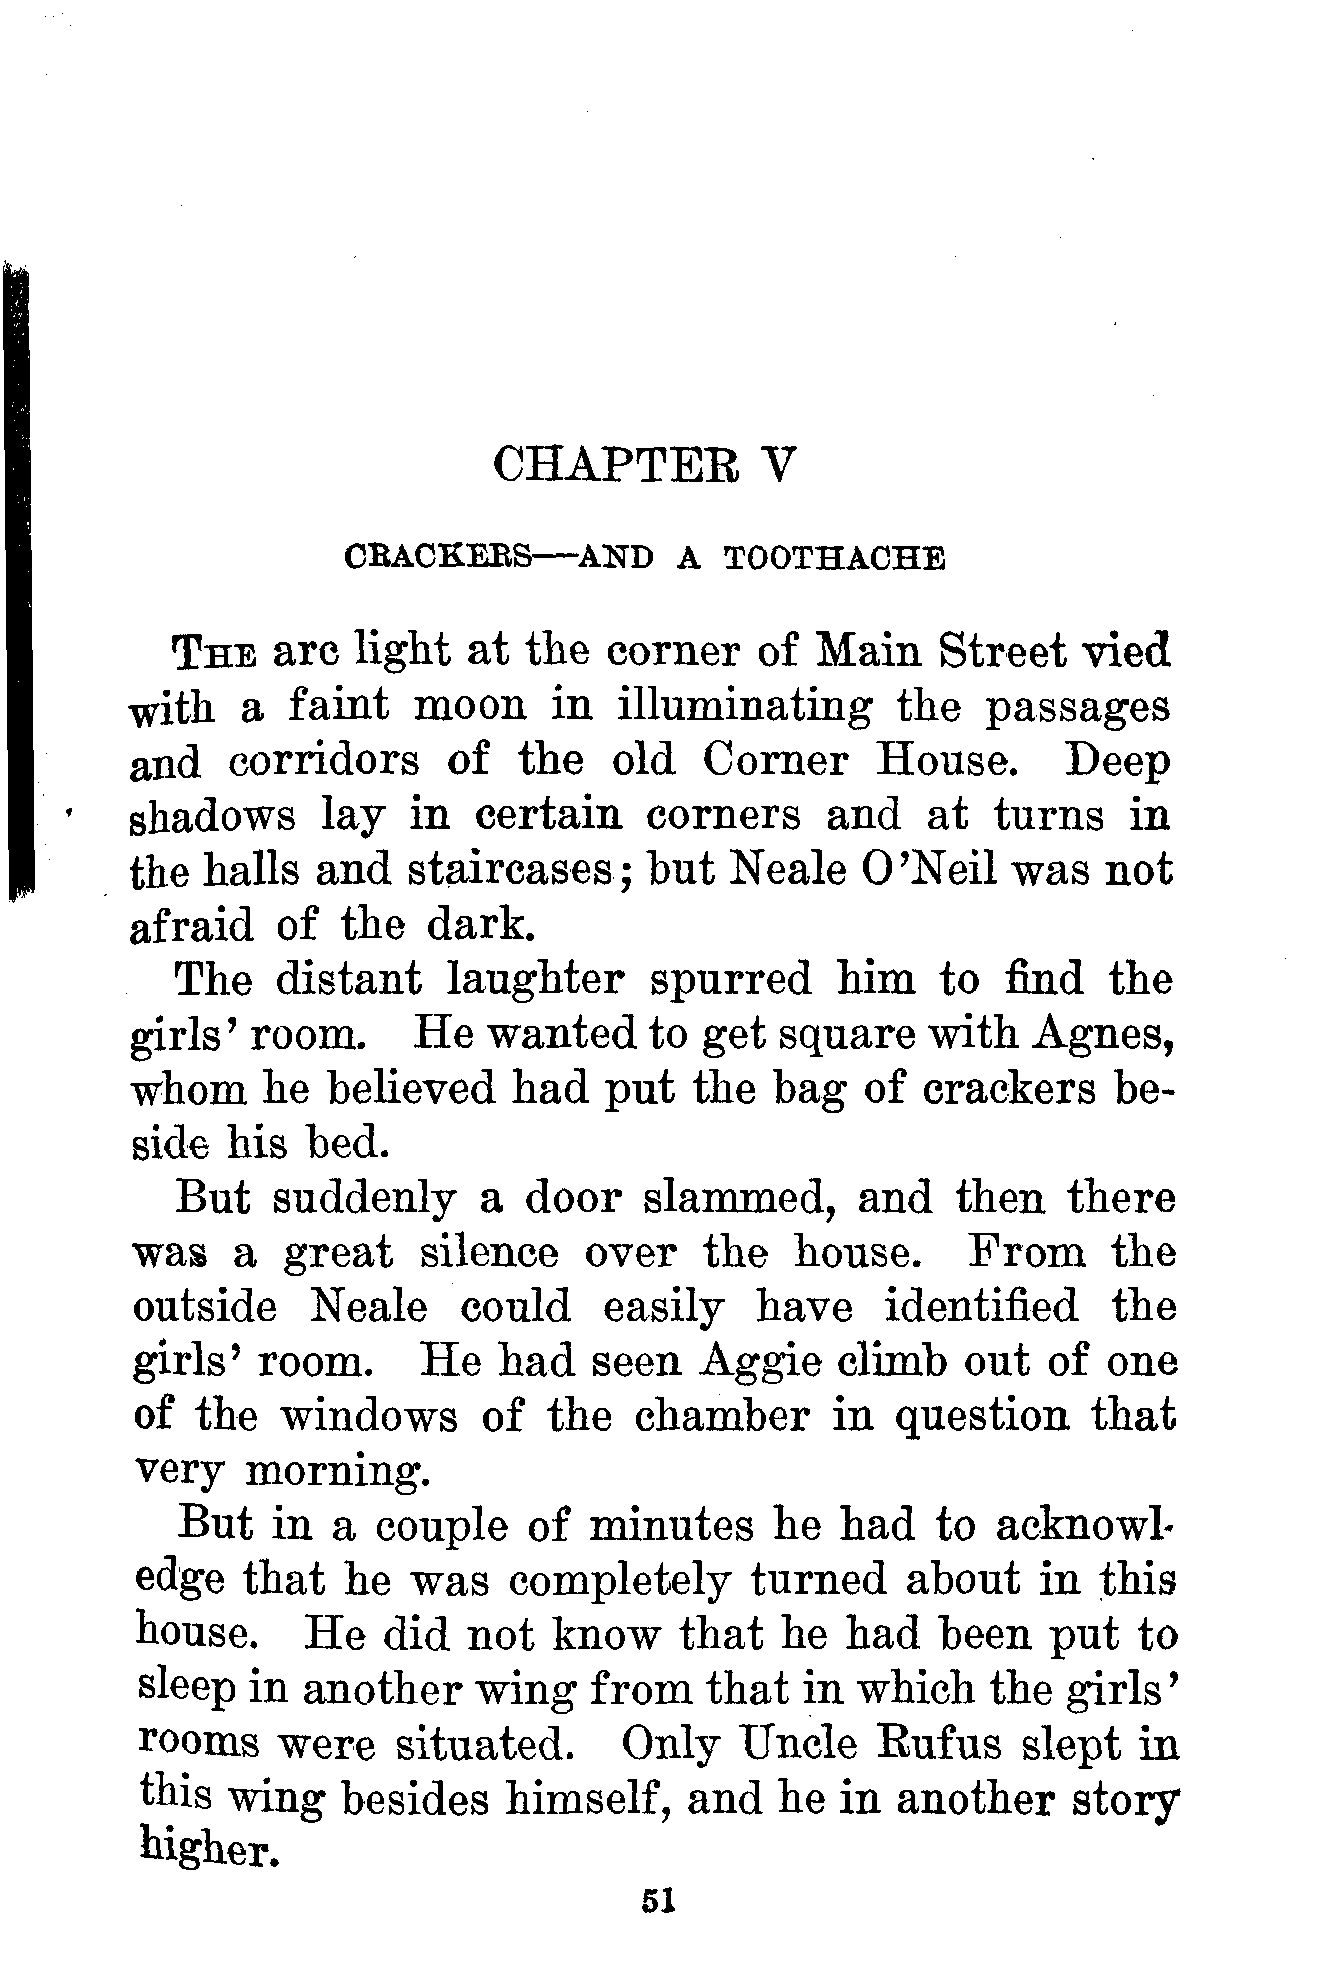 CHAPTER V
CRACKERS—AND A TOOTHACHE
THE arc light at the corner of Main Street vied
with a faint moon in illuminating the passages
and corridors of the old Corner House. Deep
shadows lay in certain corners and at turns in
the halls and staircases; but Neale O'Neil was not
afraid of the dark.
The distant laughter spurred him to find the
girls' room. He wanted to get square with Agnes,
whom he believed had put the bag of crackers be-
side his bed.
But suddenly a door slammed, and then there
was a great silence over the house. From the
outside Neale could easily have identified the
girls' room. He had seen Aggie climb out of one
of the windows of the chamber in question that
very morning.
But in a couple of minutes he had to acknowl-
edge that he was completely turned about in this
house. He did not know that he had been put to
sleep in another wing from that in which the girls'
rooms were situated. Only Uncle Rufus slept in
this wing besides himself, and he in another story
higher.
51